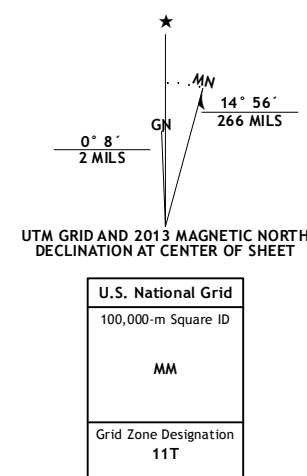 ★
MN
GN
14° 56´
266 MILS
0° 8´
2 MILS
UTM GRID AND 2013 MAGNETIC NORTH
DECLINATION AT CENTER OF SHEET
U.S. National Grid
100,000-m Square ID
MM
Grid Zone Designation
11T